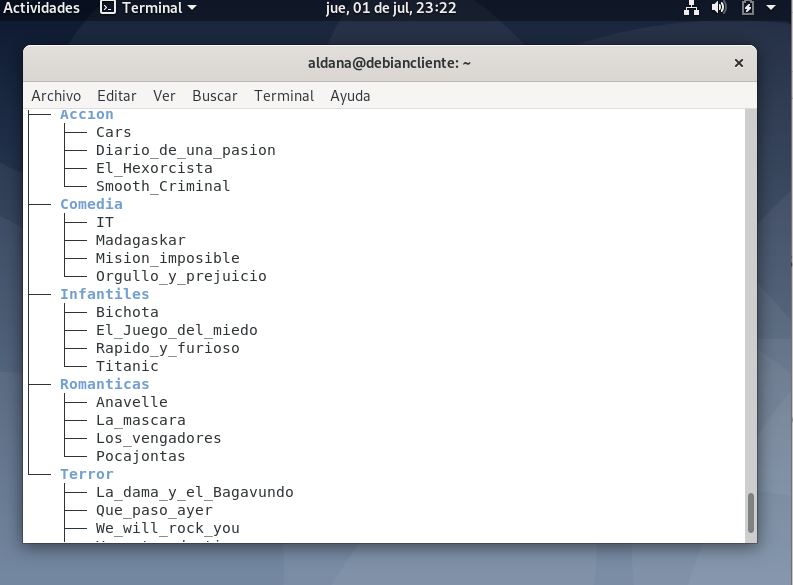 Actividades Terminal jue, 01 de jul, 23:22
aldana@debiancliente: ~
Archivo Editar Ver Buscar Terminal Ayuda
Accion
Cars
Diario_de_una_pasion
El_Hexorcista
Smooth_Criminal
Comedia
IT
Madagaskar
Mision_imposible
Orgullo_y_prejuicio
Infantiles
Bichota
El_Juego_del_miedo
Rapido_y_furioso
Titanic
Romanticas
Anavelle
La_mascara
Los_vengadores
Pocajontas
Terror
La_dama_y_el_Bagavundo
Que_paso_ayer
We_will_rock_you